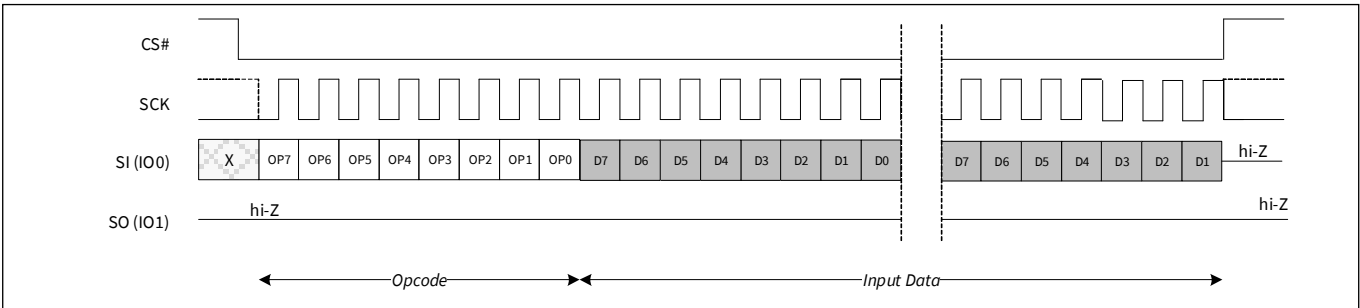 CS#
SCK
SI (IO0) X OP7 OP6 OP5 OP4 OP3 OP2 OP1 OP0 D7 D6 D5 D4 D3 D2 D1 D0 D7 D6 D5 D4 D3 D2 D1 hi-Z
SO (IO1) hi-Z hi-Z
Opcode Input Data